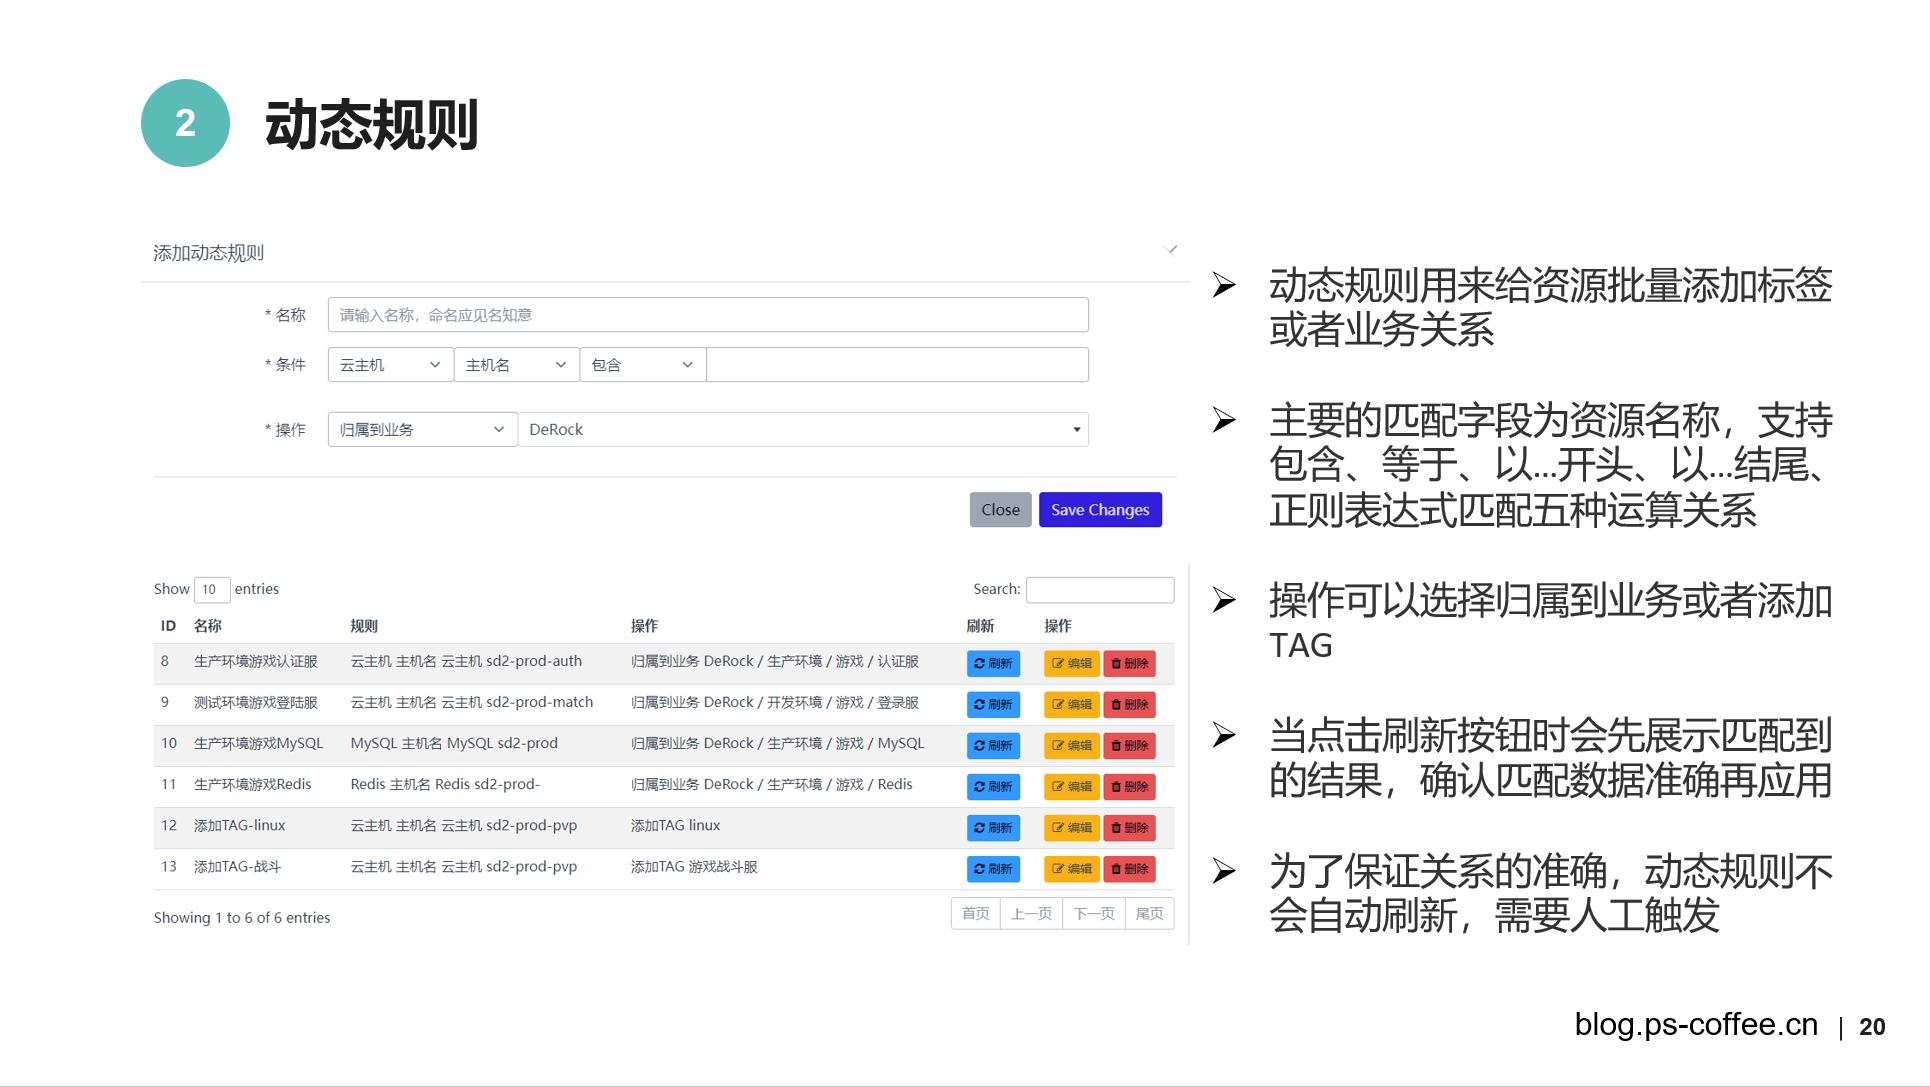 2 动态规则
添加动态规则
* 名称 请输入名称，命名应见名知意
* 条件 云主机 主机名 包含
* 操作 归属到业务 DeRock
Close Save Changes
Show 10 entries Search:
ID 名称 规则 操作 刷新 操作
8 生产环境游戏认证服 云主机 主机名 云主机 sd2-prod-auth 归属到业务 DeRock / 生产环境 / 游戏 / 认证服 刷新 编辑 删除
9 测试环境游戏登陆服 云主机 主机名 云主机 sd2-prod-match 归属到业务 DeRock / 开发环境 / 游戏 / 登录服 刷新 编辑 删除
10 生产环境游戏MySQL MySQL 主机名 MySQL sd2-prod 归属到业务 DeRock / 生产环境 / 游戏 / MySQL 刷新 编辑 删除
11 生产环境游戏Redis Redis 主机名 Redis sd2-prod- 归属到业务 DeRock / 生产环境 / 游戏 / Redis 刷新 编辑 删除
12 添加TAG-linux 云主机 主机名 云主机 sd2-prod-pvp 添加TAG linux 刷新 编辑 删除
13 添加TAG-战斗 云主机 主机名 云主机 sd2-prod-pvp 添加TAG 游戏战斗服 刷新 编辑 删除
Showing 1 to 6 of 6 entries 首页 上一页 下一页 尾页
➢ 动态规则用来给资源批量添加标签
或者业务关系
➢ 主要的匹配字段为资源名称，支持
包含、等于、以...开头、以...结尾、
正则表达式匹配五种运算关系
➢ 操作可以选择归属到业务或者添加
TAG
➢ 当点击刷新按钮时会先展示匹配到
的结果，确认匹配数据准确再应用
➢ 为了保证关系的准确，动态规则不
会自动刷新，需要人工触发
blog.ps-coffee.cn | 20